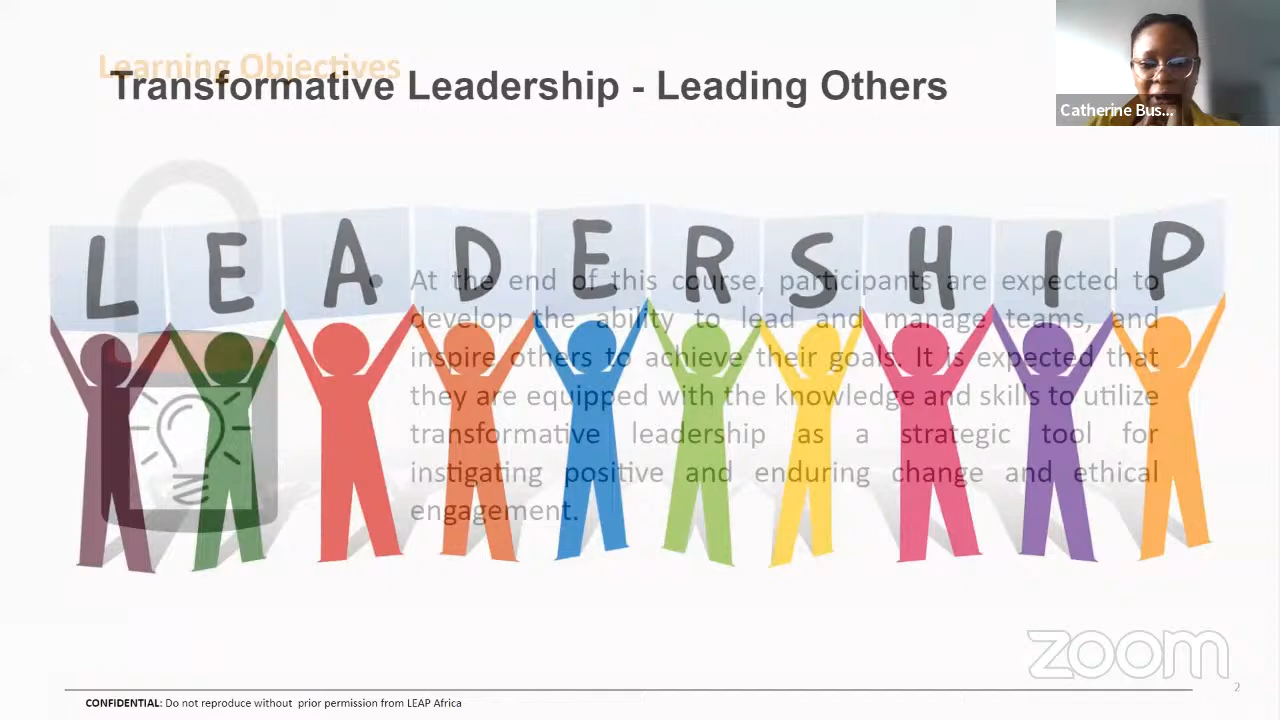 Learning Objectives
Transformative Leadership - Leading Others
Catherine Bus...
LEADERSHIP
• At the end of this course, participants are expected to
develop the ability to lead and manage teams, and
inspire others to achieve their goals. It is expected that
they are equipped with the knowledge and skills to utilize
transformative leadership as a strategic tool for
instigating positive and enduring change and ethical
engagement.
zoom
2
CONFIDENTIAL: Do not reproduce without prior permission from LEAP Africa